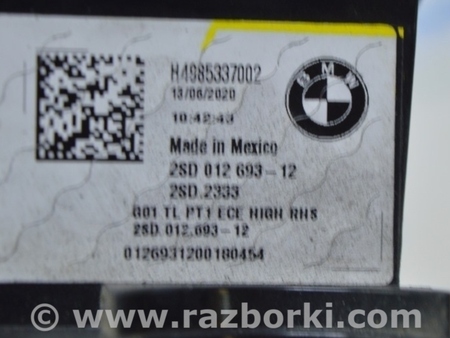 H4985337002
13/06/2020
10:42:43
BMW
Made in Mexico
2SD 012 693-12
2SD.2333
G01 TL PT1 ECE HIGH RHS
2SD.012.693-12
0126931200180454
© www.razborki.com